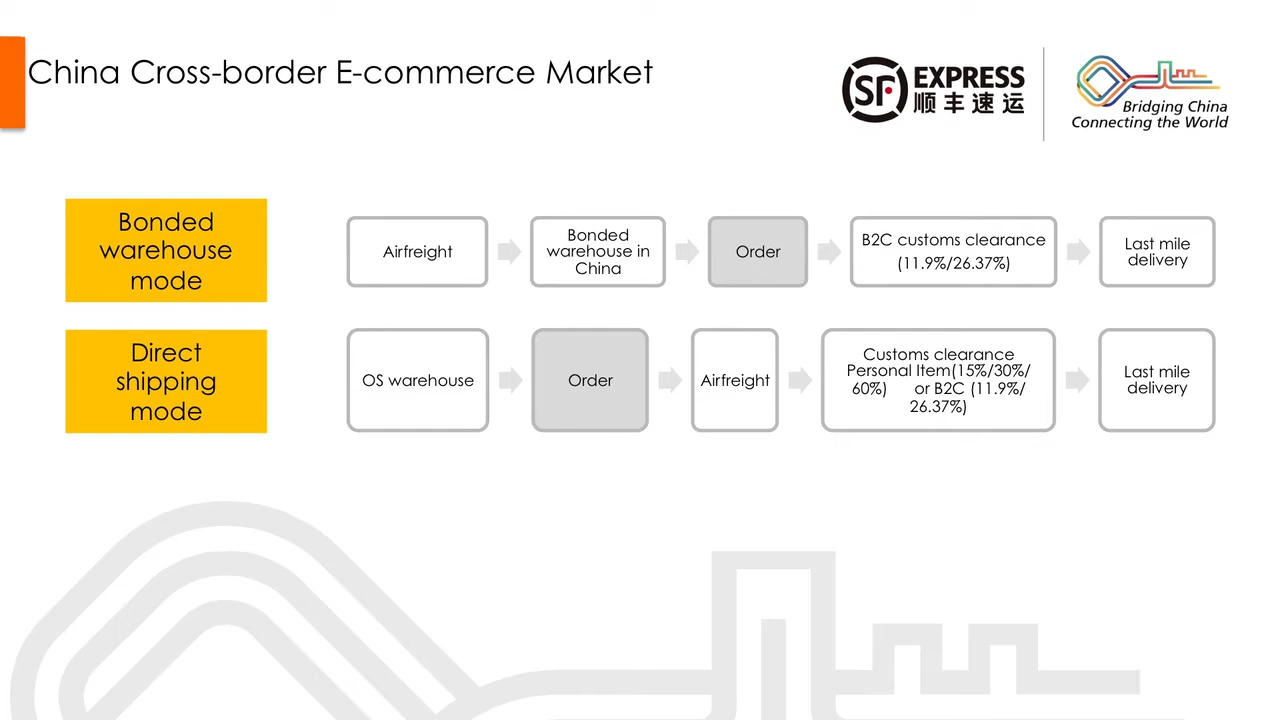 China Cross-border E-commerce Market
SF EXPRESS
顺丰速运
Bridging China
Connecting the World
Bonded
warehouse
mode
Airfreight
Bonded
warehouse in
China
Order
B2C customs clearance
(11.9%/26.37%)
Last mile
delivery
Direct
shipping
mode
OS warehouse
Order
Airfreight
Customs clearance
Personal Item(15%/30%/
60%) or B2C (11.9%/
26.37%)
Last mile
delivery